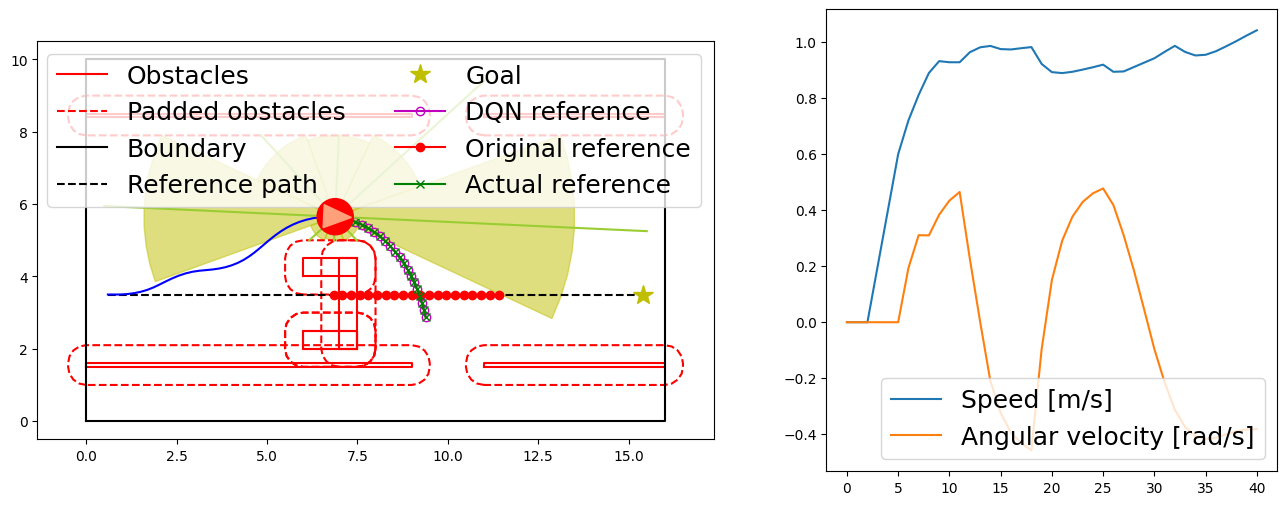 Obstacles
Padded obstacles
Boundary
Reference path
Goal
DQN reference
Original reference
Actual reference
10
8
6
4
2
0
0.0 2.5 5.0 7.5 10.0 12.5 15.0
1.0
0.8
0.6
0.4
0.2
0.0
−0.2
−0.4
Speed [m/s]
Angular velocity [rad/s]
0 5 10 15 20 25 30 35 40